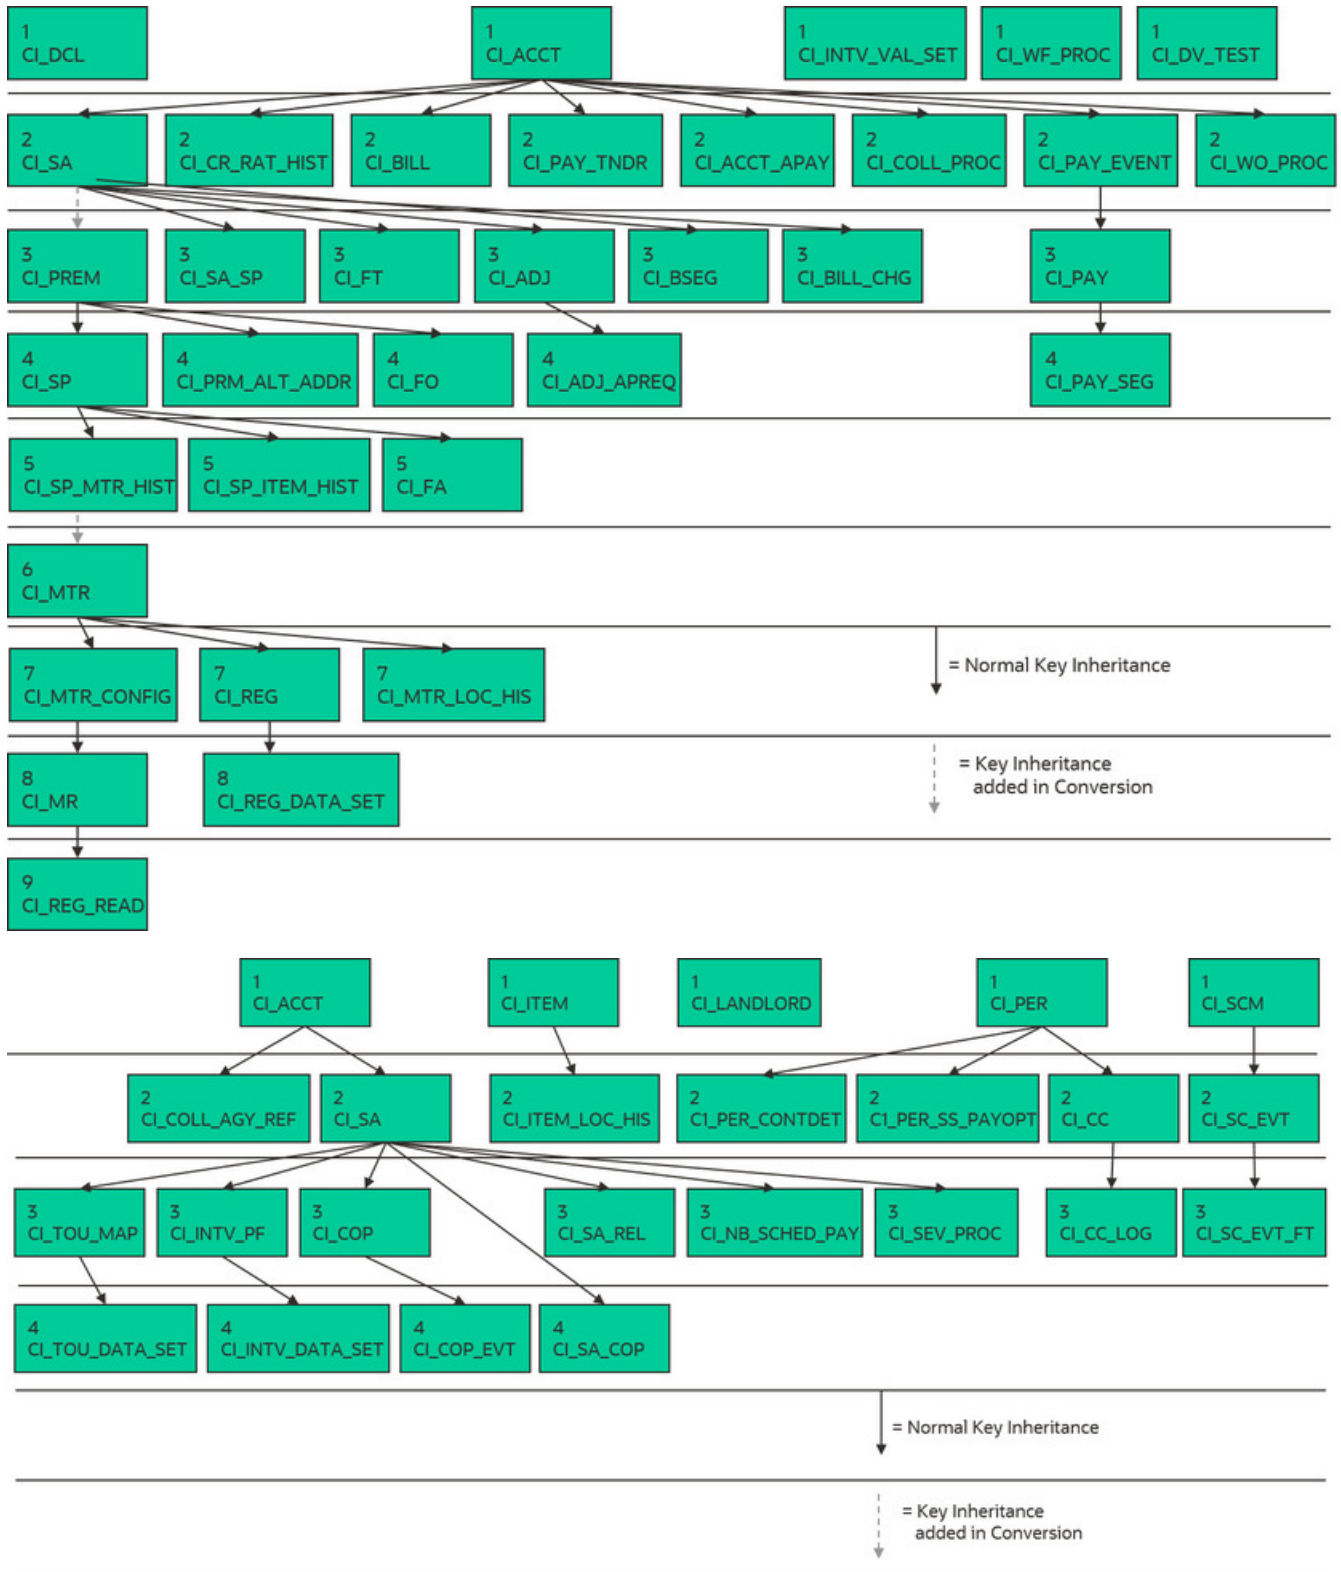 1
CI_DCL
1
CI_ACCT
1
CI_INTV_VAL_SET
1
CI_WF_PROC
1
CI_DV_TEST
2
CI_SA
2
CI_CR_RAT_HIST
2
CI_BILL
2
CI_PAY_TNDR
2
CI_ACCT_APAY
2
CI_COLL_PROC
2
CI_PAY_EVENT
2
CI_WO_PROC
3
CI_PREM
3
CI_SA_SP
3
CI_FT
3
CI_ADJ
3
CI_BSEG
3
CI_BILL_CHG
3
CI_PAY
4
CI_SP
4
CI_PRM_ALT_ADDR
4
CI_FO
4
CI_ADJ_APREQ
4
CI_PAY_SEG
5
CI_SP_MTR_HIST
5
CI_SP_ITEM_HIST
5
CI_FA
6
CI_MTR
7
CI_MTR_CONFIG
7
CI_REG
7
CI_MTR_LOC_HIS
= Normal Key Inheritance
8
CI_MR
8
CI_REG_DATA_SET
= Key Inheritance
added in Conversion
9
CI_REG_READ
1
CI_ACCT
1
CI_ITEM
1
CI_LANDLORD
1
CI_PER
1
CI_SCM
2
CI_COLL_AGY_REF
2
CI_SA
2
CI_ITEM_LOC_HIS
2
C1_PER_CONTDET
2
C1_PER_SS_PAYOPT
2
CI_CC
2
CI_SC_EVT
3
CI_TOU_MAP
3
CI_INTV_PF
3
CI_COP
3
CI_SA_REL
3
CI_NB_SCHED_PAY
3
CI_SEV_PROC
3
CI_CC_LOG
3
CI_SC_EVT_FT
4
CI_TOU_DATA_SET
4
CI_INTV_DATA_SET
4
CI_COP_EVT
4
CI_SA_COP
= Normal Key Inheritance
= Key Inheritance
added in Conversion